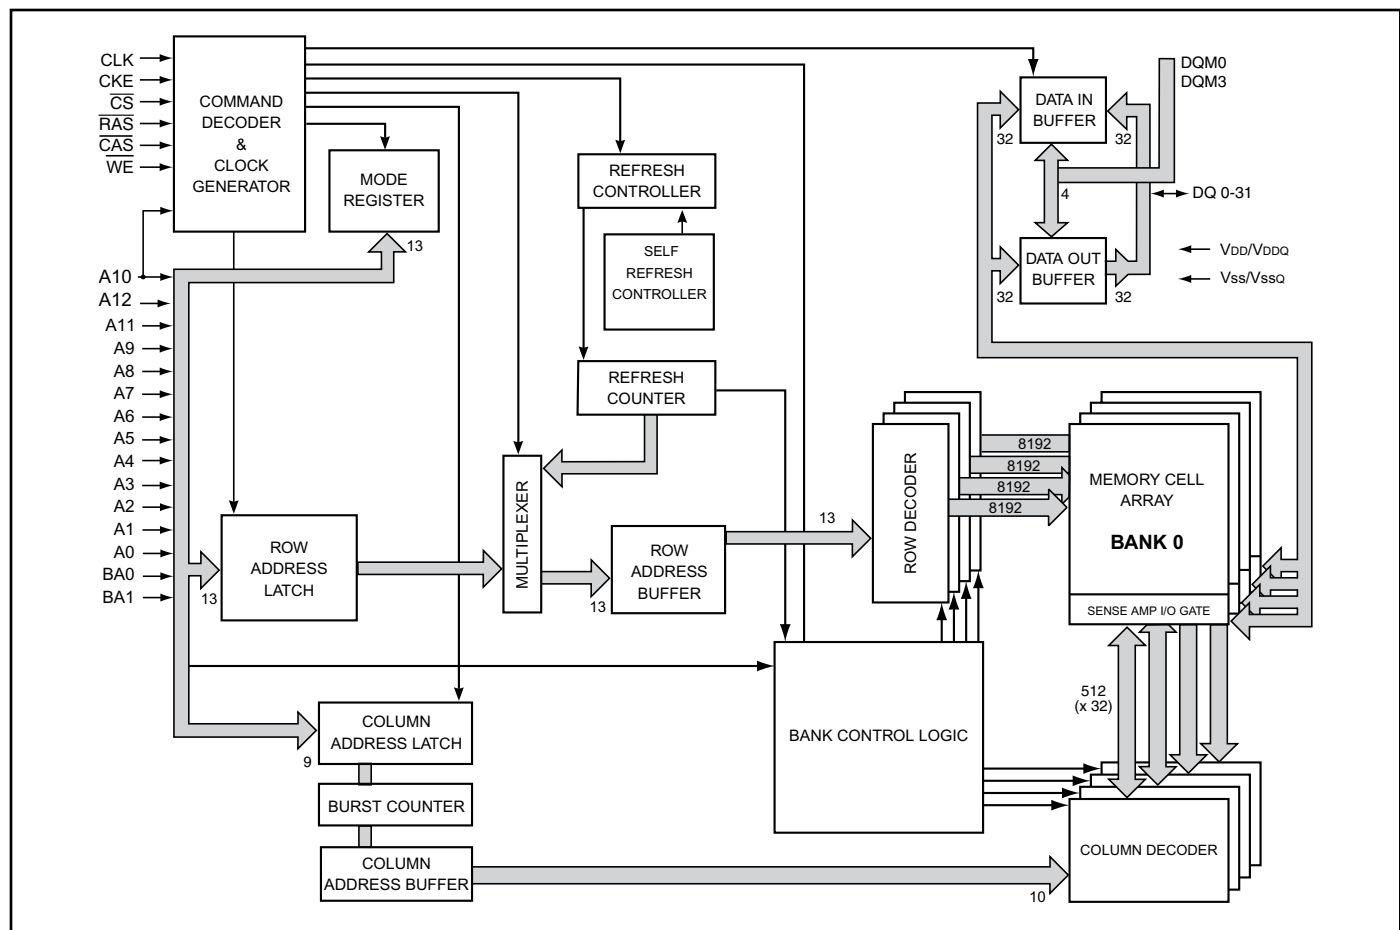 CLK
CKE
CS
RAS
CAS
WE
A10
A12
A11
A9
A8
A7
A6
A5
A4
A3
A2
A1
A0
BA0
BA1
COMMAND
DECODER
&
CLOCK
GENERATOR
MODE
REGISTER
13
REFRESH
CONTROLLER
SELF
REFRESH
CONTROLLER
REFRESH
COUNTER
DATA IN
BUFFER
32
32
DQM0
DQM3
4
DQ 0-31
DATA OUT
BUFFER
32
32
VDD/VDDQ
Vss/VssQ
13
ROW
ADDRESS
LATCH
MULTIPLEXER
13
ROW
ADDRESS
BUFFER
13
ROW DECODER
8192
8192
8192
8192
MEMORY CELL
ARRAY
BANK 0
SENSE AMP I/O GATE
512
(x 32)
BANK CONTROL LOGIC
9
COLUMN
ADDRESS LATCH
BURST COUNTER
COLUMN
ADDRESS BUFFER
10
COLUMN DECODER